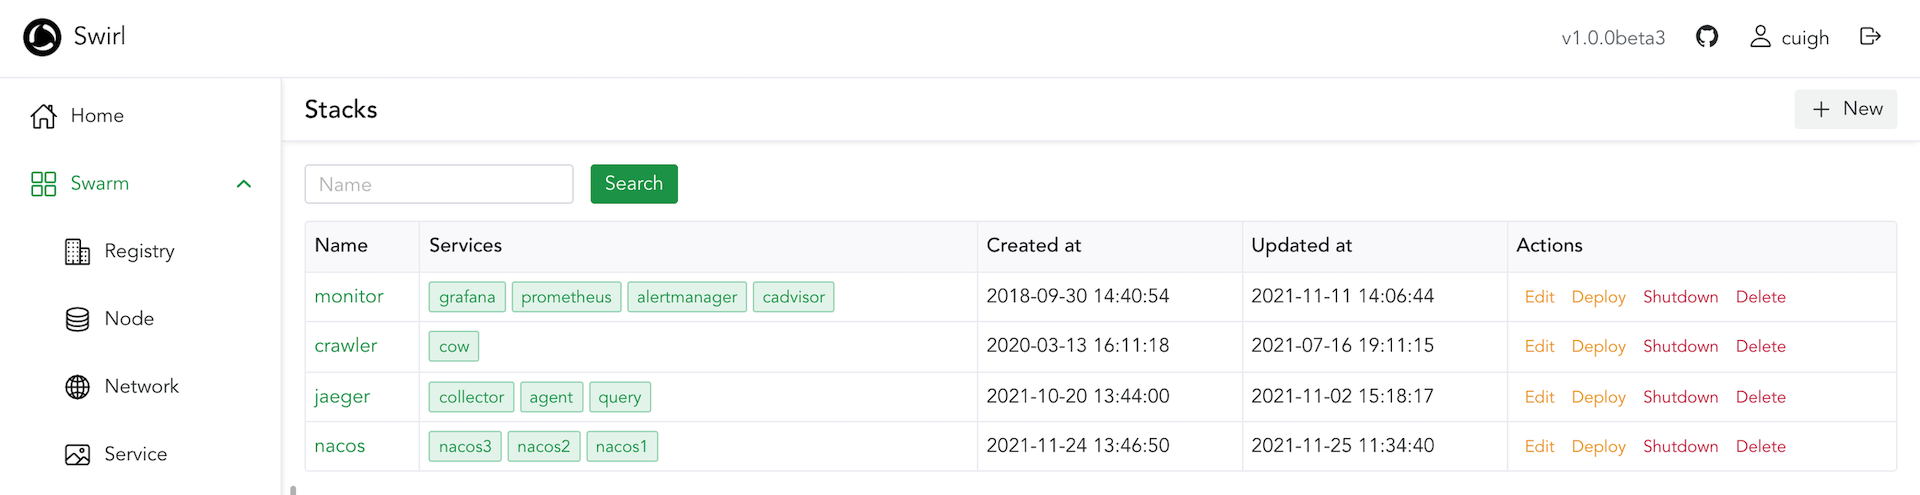 Swirl
v1.0.0beta3 cuigh
Home
Swarm
Registry
Node
Network
Service
Stacks
+ New
Name Search
Name Services Created at Updated at Actions
monitor grafana prometheus alertmanager cadvisor 2018-09-30 14:40:54 2021-11-11 14:06:44 Edit Deploy Shutdown Delete
crawler cow 2020-03-13 16:11:18 2021-07-16 19:11:15 Edit Deploy Shutdown Delete
jaeger collector agent query 2021-10-20 13:44:00 2021-11-02 15:18:17 Edit Deploy Shutdown Delete
nacos nacos3 nacos2 nacos1 2021-11-24 13:46:50 2021-11-25 11:34:40 Edit Deploy Shutdown Delete